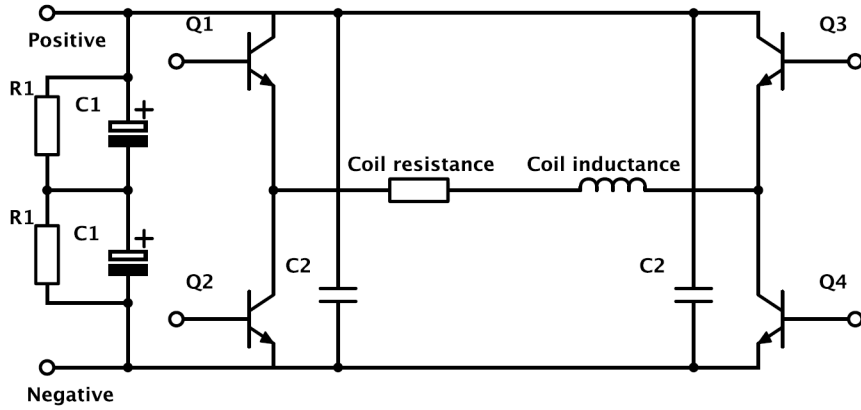 Positive
Q1
Q3
R1
C1
Coil resistance
Coil inductance
R1
C1
Q2
C2
C2
Q4
Negative